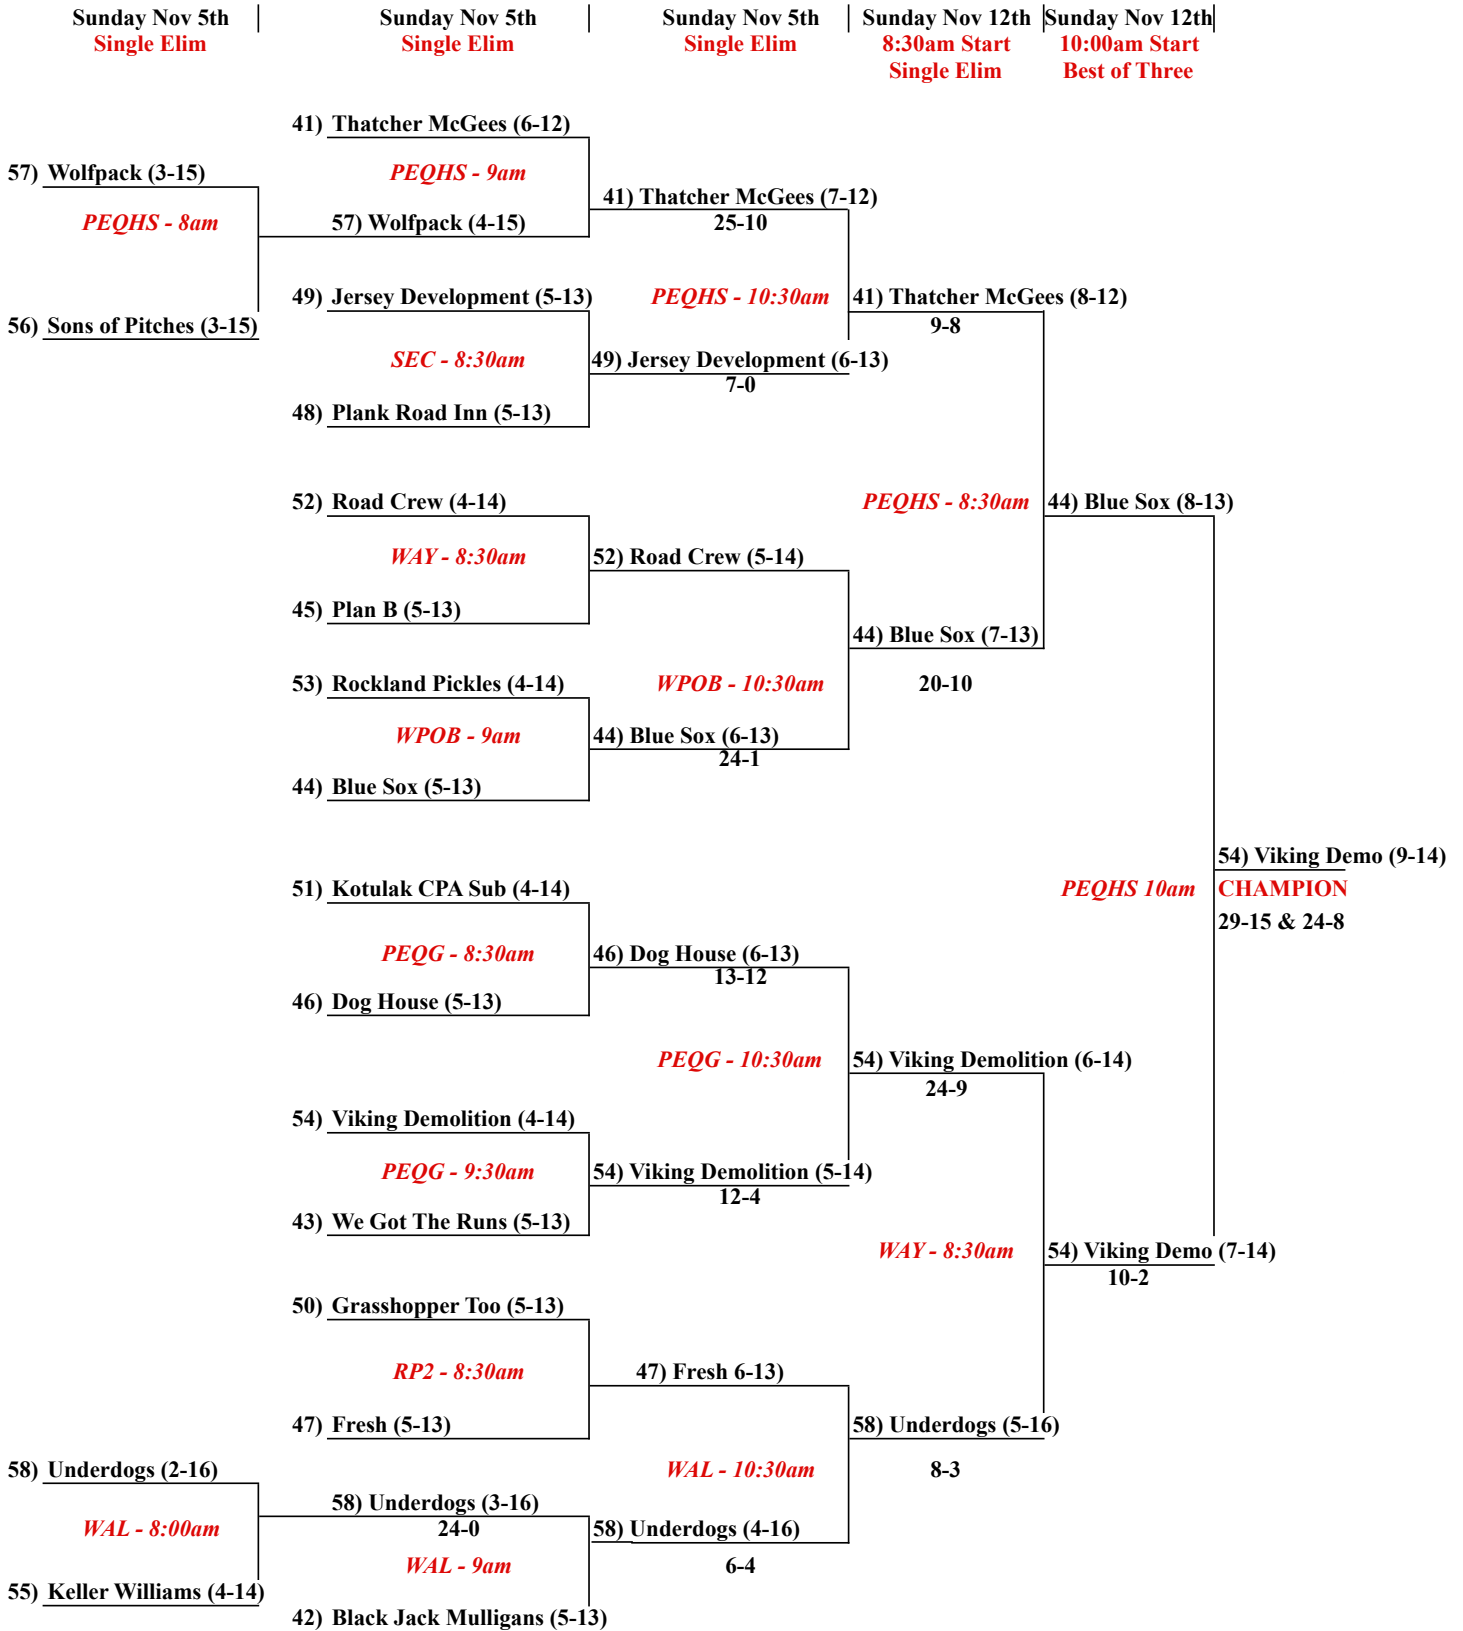 Sunday Nov 5th
Single Elim
Sunday Nov 5th
Single Elim
Sunday Nov 5th
Single Elim
Sunday Nov 12th
8:30am Start
Single Elim
Sunday Nov 12th
10:00am Start
Best of Three
57) Wolfpack (3-15)
PEQHS - 8am
56) Sons of Pitches (3-15)
58) Underdogs (2-16)
WAL - 8:00am
55) Keller Williams (4-14)
41) Thatcher McGees (6-12)
PEQHS - 9am
57) Wolfpack (4-15)
49) Jersey Development (5-13)
SEC - 8:30am
48) Plank Road Inn (5-13)
52) Road Crew (4-14)
WAY - 8:30am
45) Plan B (5-13)
53) Rockland Pickles (4-14)
WPOB - 9am
44) Blue Sox (5-13)
51) Kotulak CPA Sub (4-14)
PEQG - 8:30am
46) Dog House (5-13)
54) Viking Demolition (4-14)
PEQG - 9:30am
43) We Got The Runs (5-13)
50) Grasshopper Too (5-13)
RP2 - 8:30am
47) Fresh (5-13)
58) Underdogs (3-16)
24-0
WAL - 9am
42) Black Jack Mulligans (5-13)
41) Thatcher McGees (7-12)
25-10
PEQHS - 10:30am
49) Jersey Development (6-13)
7-0
52) Road Crew (5-14)
WPOB - 10:30am
44) Blue Sox (6-13)
24-1
46) Dog House (6-13)
13-12
PEQG - 10:30am
54) Viking Demolition (5-14)
12-4
47) Fresh 6-13)
WAL - 10:30am
58) Underdogs (4-16)
6-4
41) Thatcher McGees (8-12)
9-8
PEQHS - 8:30am
44) Blue Sox (7-13)
20-10
54) Viking Demolition (6-14)
24-9
WAY - 8:30am
58) Underdogs (5-16)
8-3
44) Blue Sox (8-13)
PEQHS 10am
54) Viking Demo (7-14)
10-2
54) Viking Demo (9-14)
CHAMPION
29-15 & 24-8